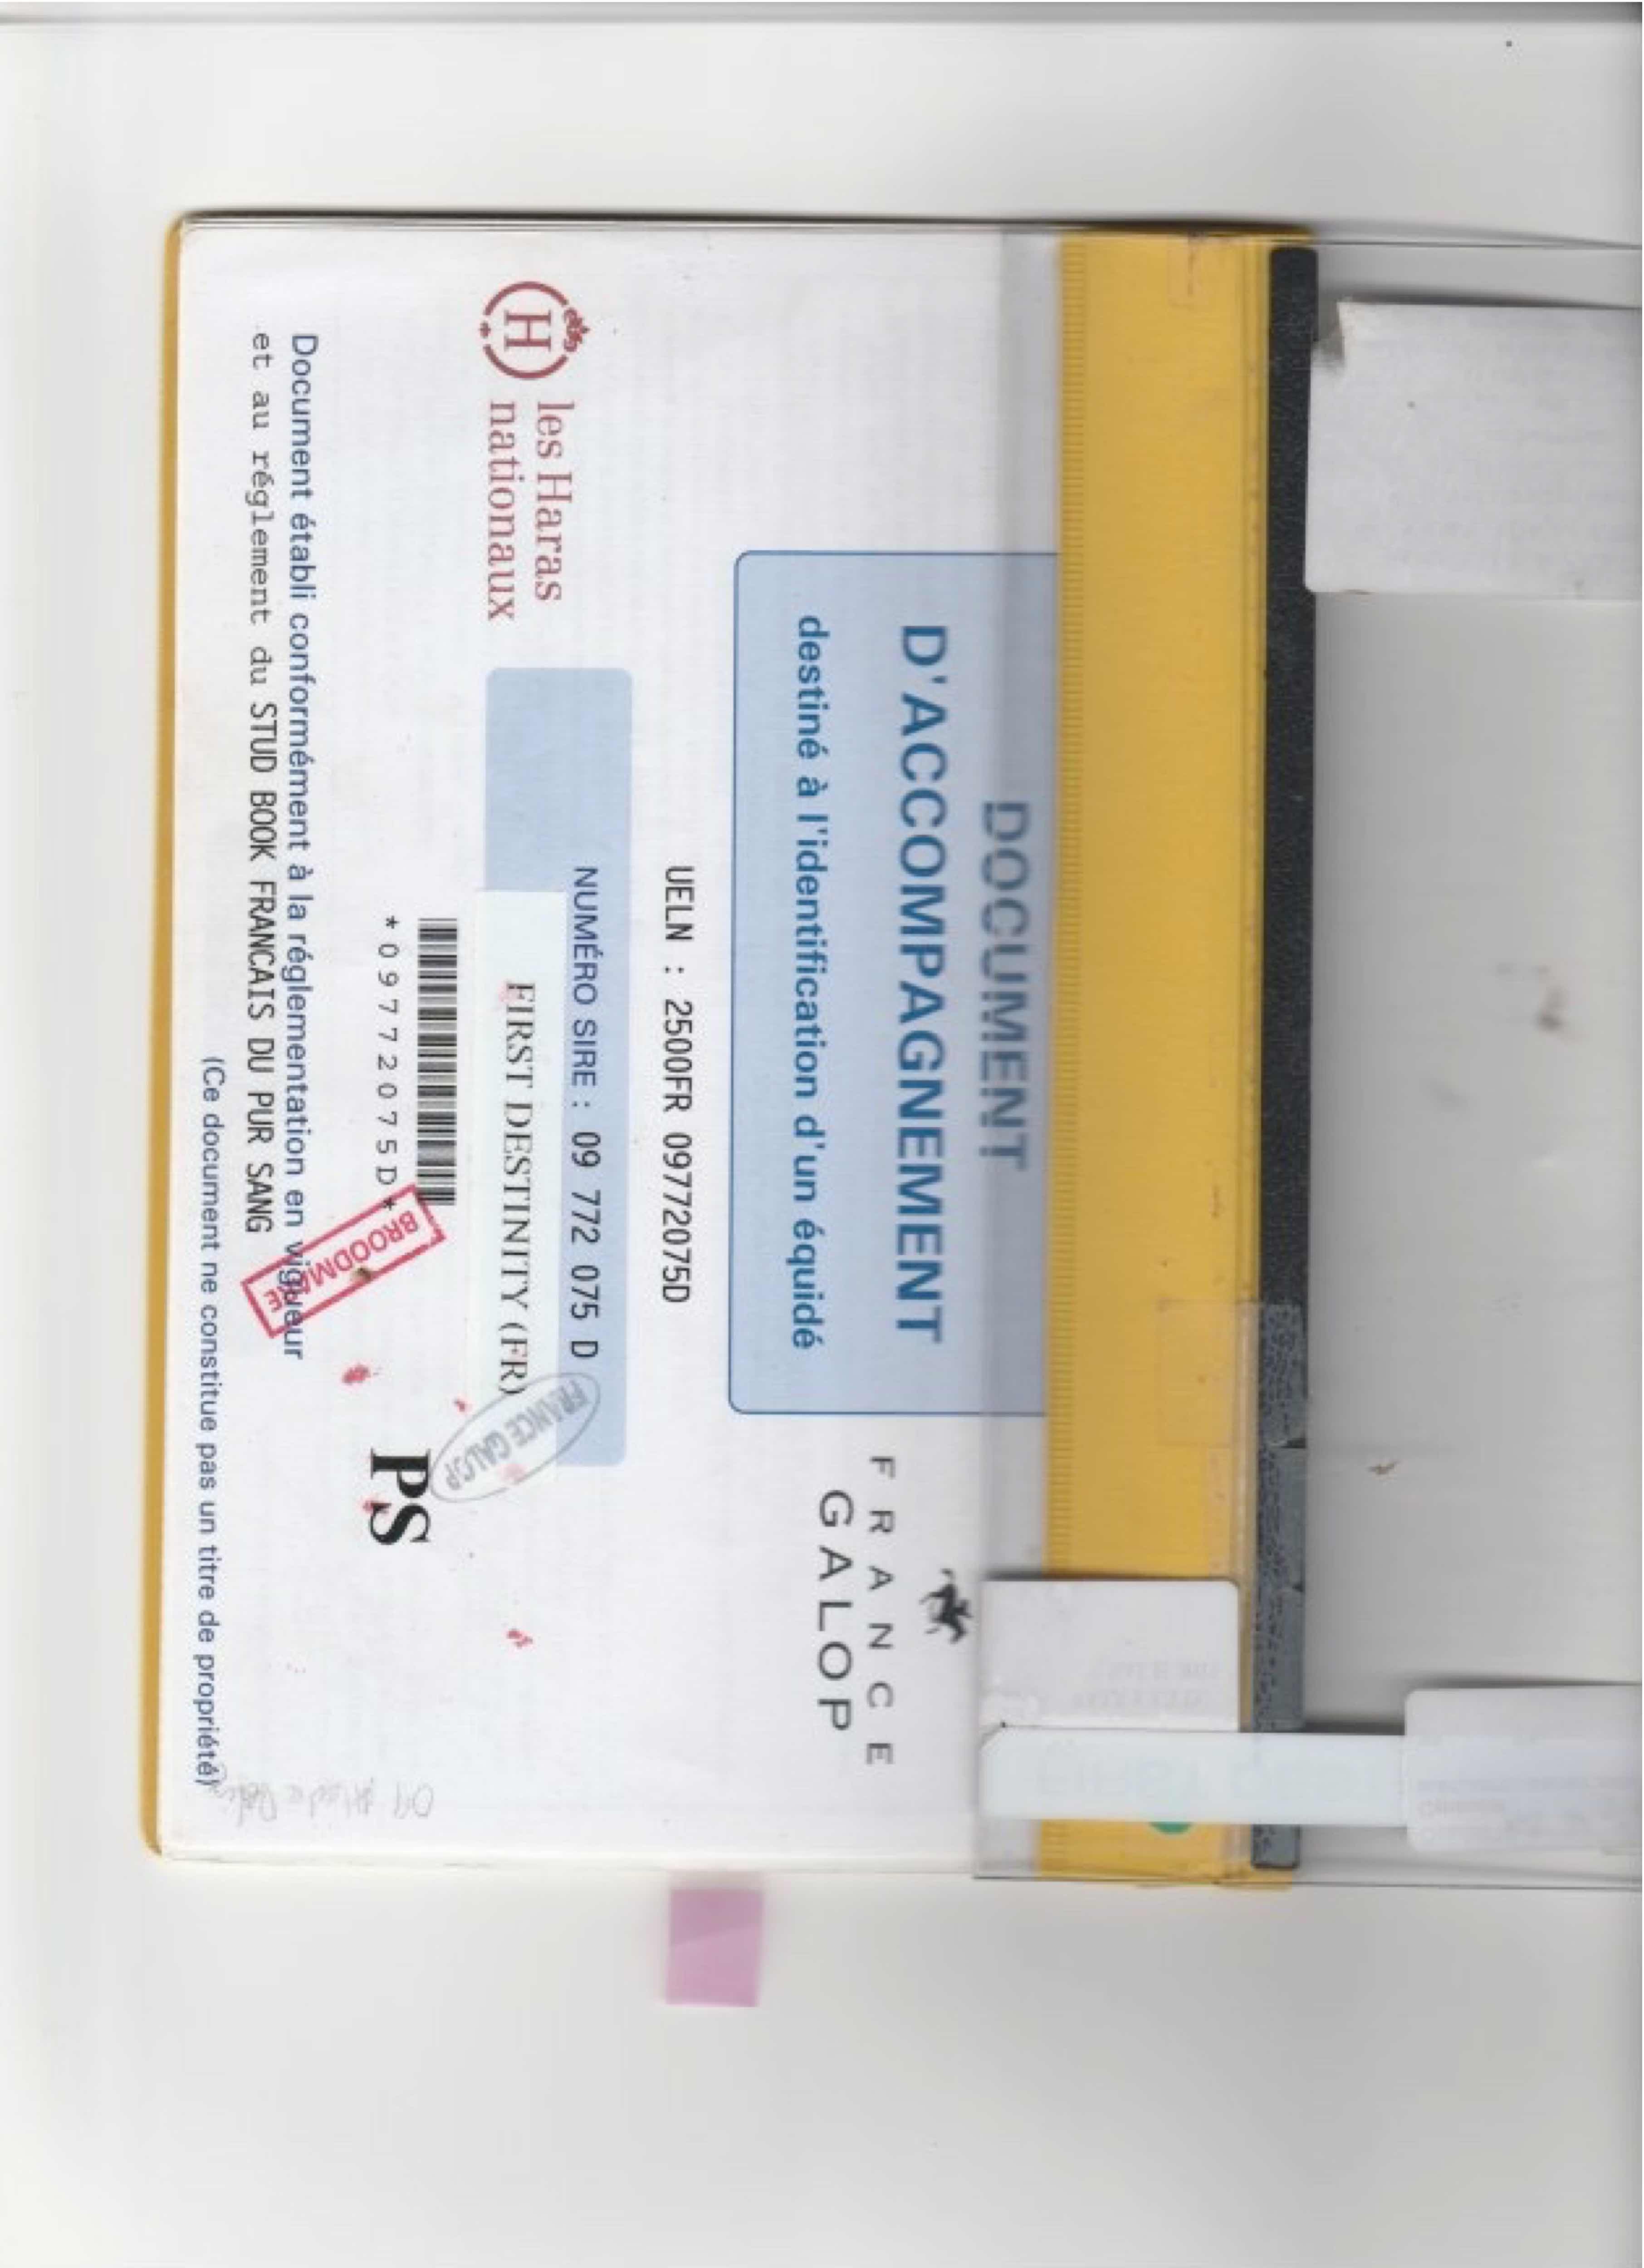 DOCUMENT
D'ACCOMPAGNEMENT
destiné à l'identification d'un équidé
FRANCE
GALOP
UELN : 2500FR 09772075D
NUMÉRO SIRE : 09 772 075 D
FIRST DESTINITY (FR)
FRANCE GALOP
les Haras
nationaux
*09772075D*
PS
BROODMARE
Document établi conformément à la réglementation en vigueur
et au réglement du STUD BOOK FRANCAIS DU PUR SANG
(Ce document ne constitue pas un titre de propriété)